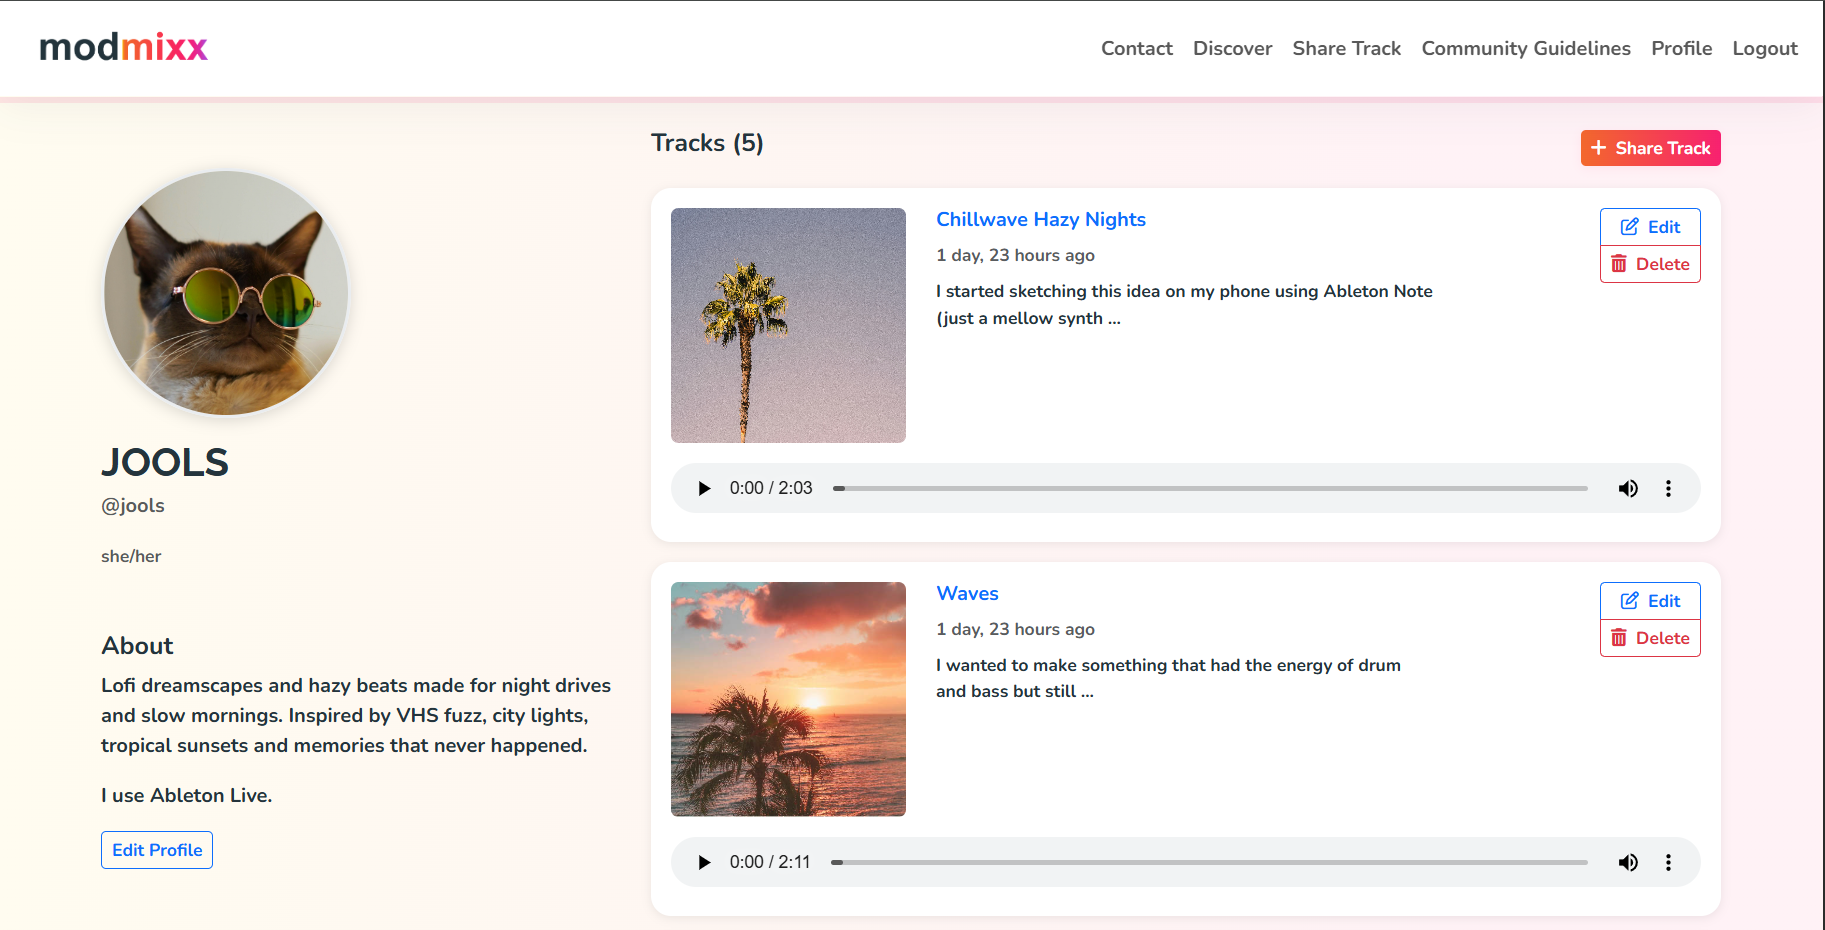 modmixx
Contact Discover Share Track Community Guidelines Profile Logout
JOOLS
@jools
she/her
About
Lofi dreamscapes and hazy beats made for night drives
and slow mornings. Inspired by VHS fuzz, city lights,
tropical sunsets and memories that never happened.
I use Ableton Live.
Edit Profile
Tracks (5)
Share Track
Chillwave Hazy Nights
1 day, 23 hours ago
I started sketching this idea on my phone using Ableton Note
(just a mellow synth ...
Edit
Delete
0:00 / 2:03
Waves
1 day, 23 hours ago
I wanted to make something that had the energy of drum
and bass but still ...
Edit
Delete
0:00 / 2:11